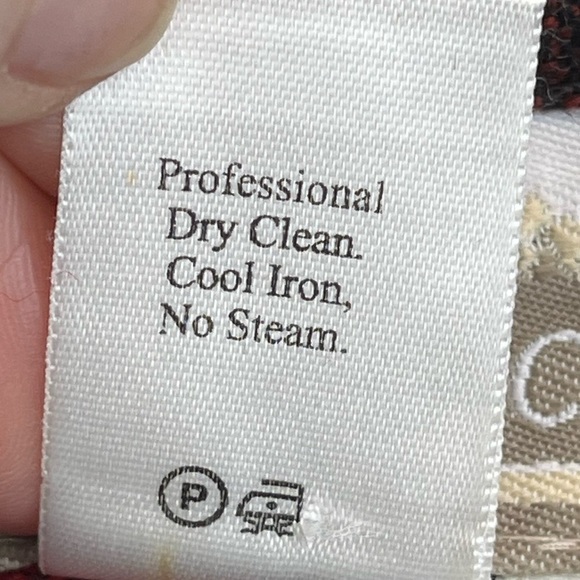 Professional
Dry Clean.
Cool Iron,
No Steam.
P